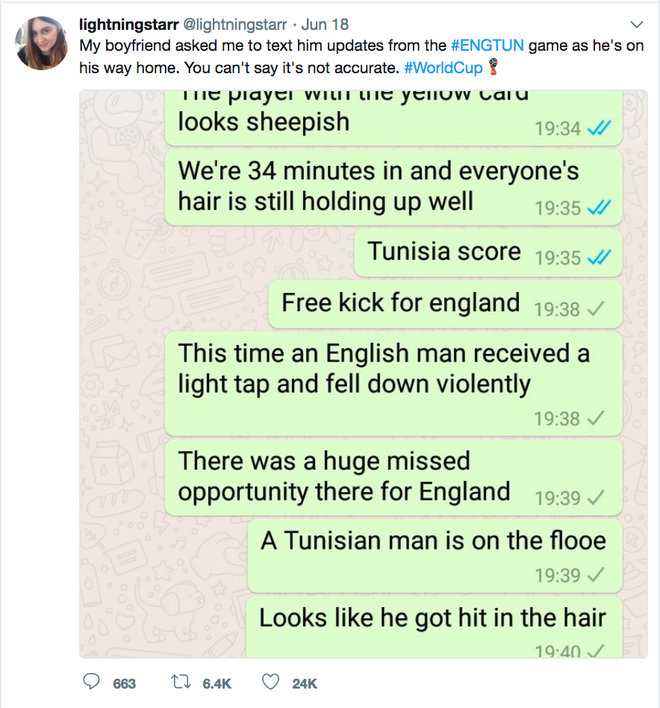 lightningstarr @lightningstarr · Jun 18
My boyfriend asked me to text him updates from the #ENGTUN game as he's on
his way home. You can't say it's not accurate. #WorldCup
The player with the yellow card
looks sheepish
19:34
We're 34 minutes in and everyone's
hair is still holding up well
19:35
Tunisia score 19:35
Free kick for england 19:38
This time an English man received a
light tap and fell down violently
19:38
There was a huge missed
opportunity there for England
19:39
A Tunisian man is on the flooe
19:39
Looks like he got hit in the hair
19:40
663 6.4K 24K